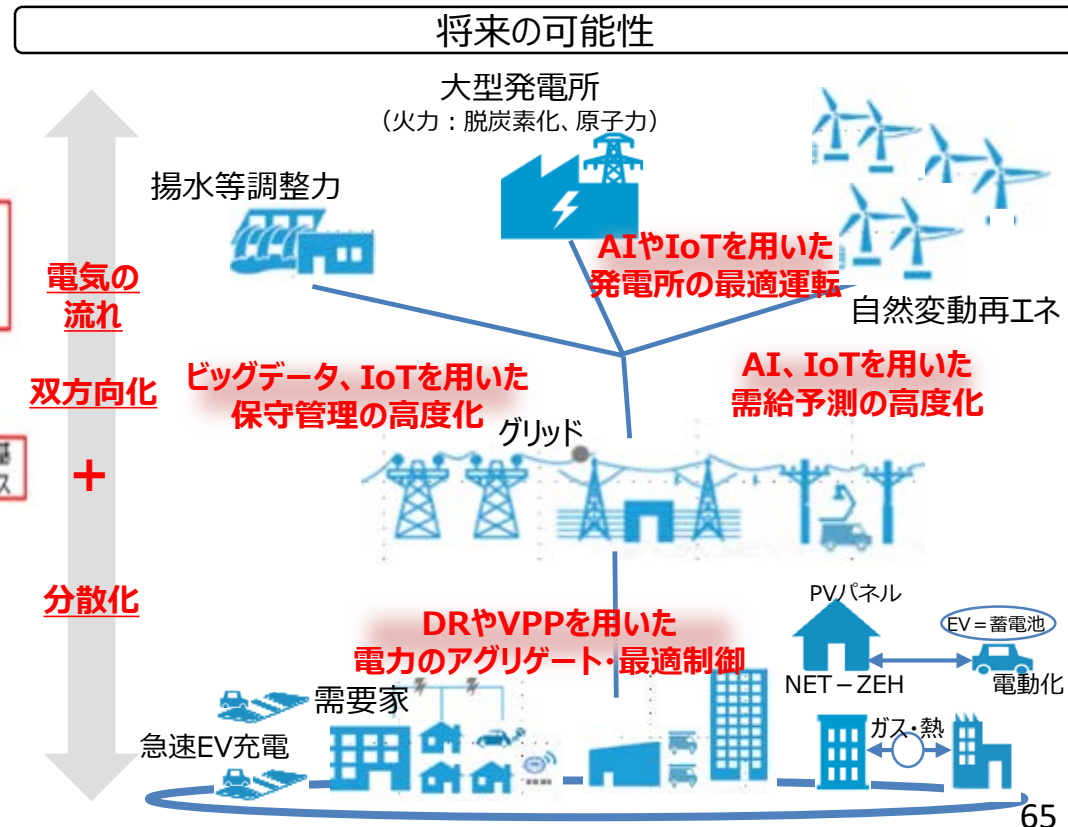 将来の可能性
大型発電所
（火力：脱炭素化、原子力）
揚水等調整力
AIやIoTを用いた
発電所の最適運転
自然変動再エネ
電気の
流れ
双方向化
＋
分散化
ビッグデータ、IoTを用いた
保守管理の高度化
AI、IoTを用いた
需給予測の高度化
グリッド
DRやVPPを用いた
電力のアグリゲート・最適制御
PVパネル
EV＝蓄電池
NET－ZEH
電動化
需要家
急速EV充電
ガス・熱
ス
65